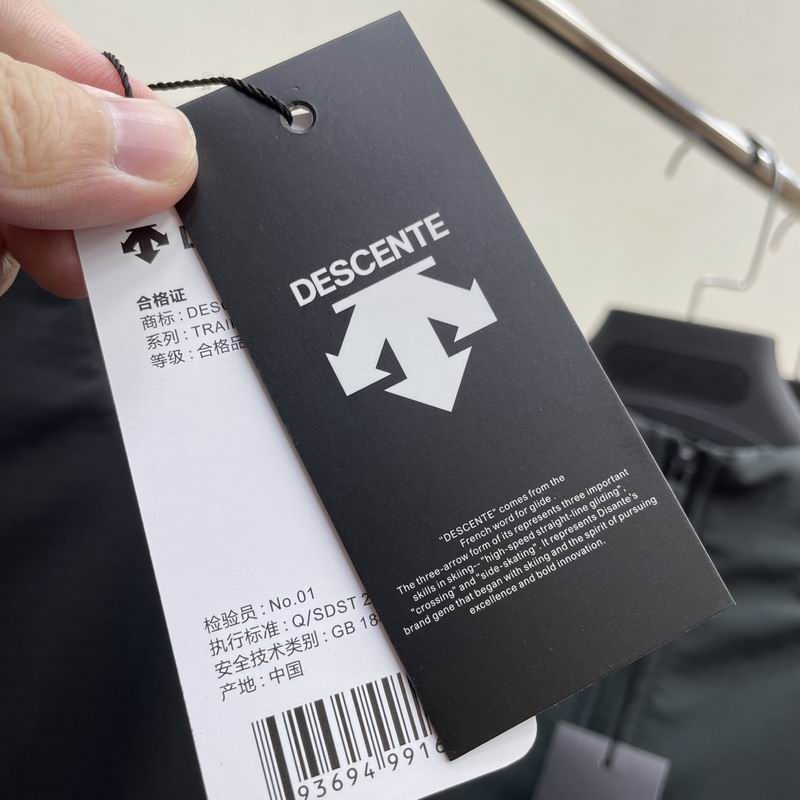 DESCENTE
"DESCENTE" comes from the
French word for glide .
The three-arrow form of its represents three important
skills in skiing-- "high-speed straight-line gliding",
"crossing" and "side-skating". It represents Disante's
brand gene that began with skiing and the spirit of pursuing
excellence and bold innovation.
合格证
商标 : DESC
系列 : TRAI
等级 : 合格品
检验员 : No.01
执行标准 : Q/SDST 2
安全技术类别 : GB 18
产地 : 中国
93694 9916